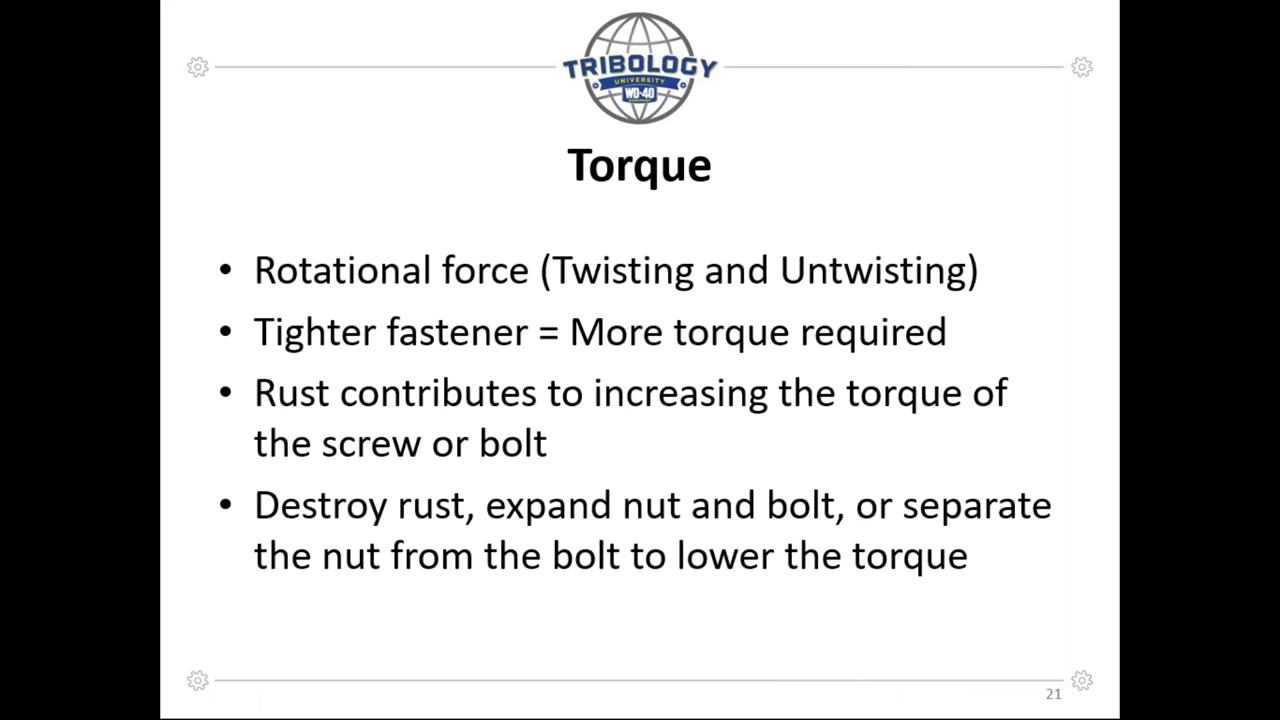 TRIBOLOGY
UNIVERSITY
WD-40
Torque
• Rotational force (Twisting and Untwisting)
• Tighter fastener = More torque required
• Rust contributes to increasing the torque of
the screw or bolt
• Destroy rust, expand nut and bolt, or separate
the nut from the bolt to lower the torque
21